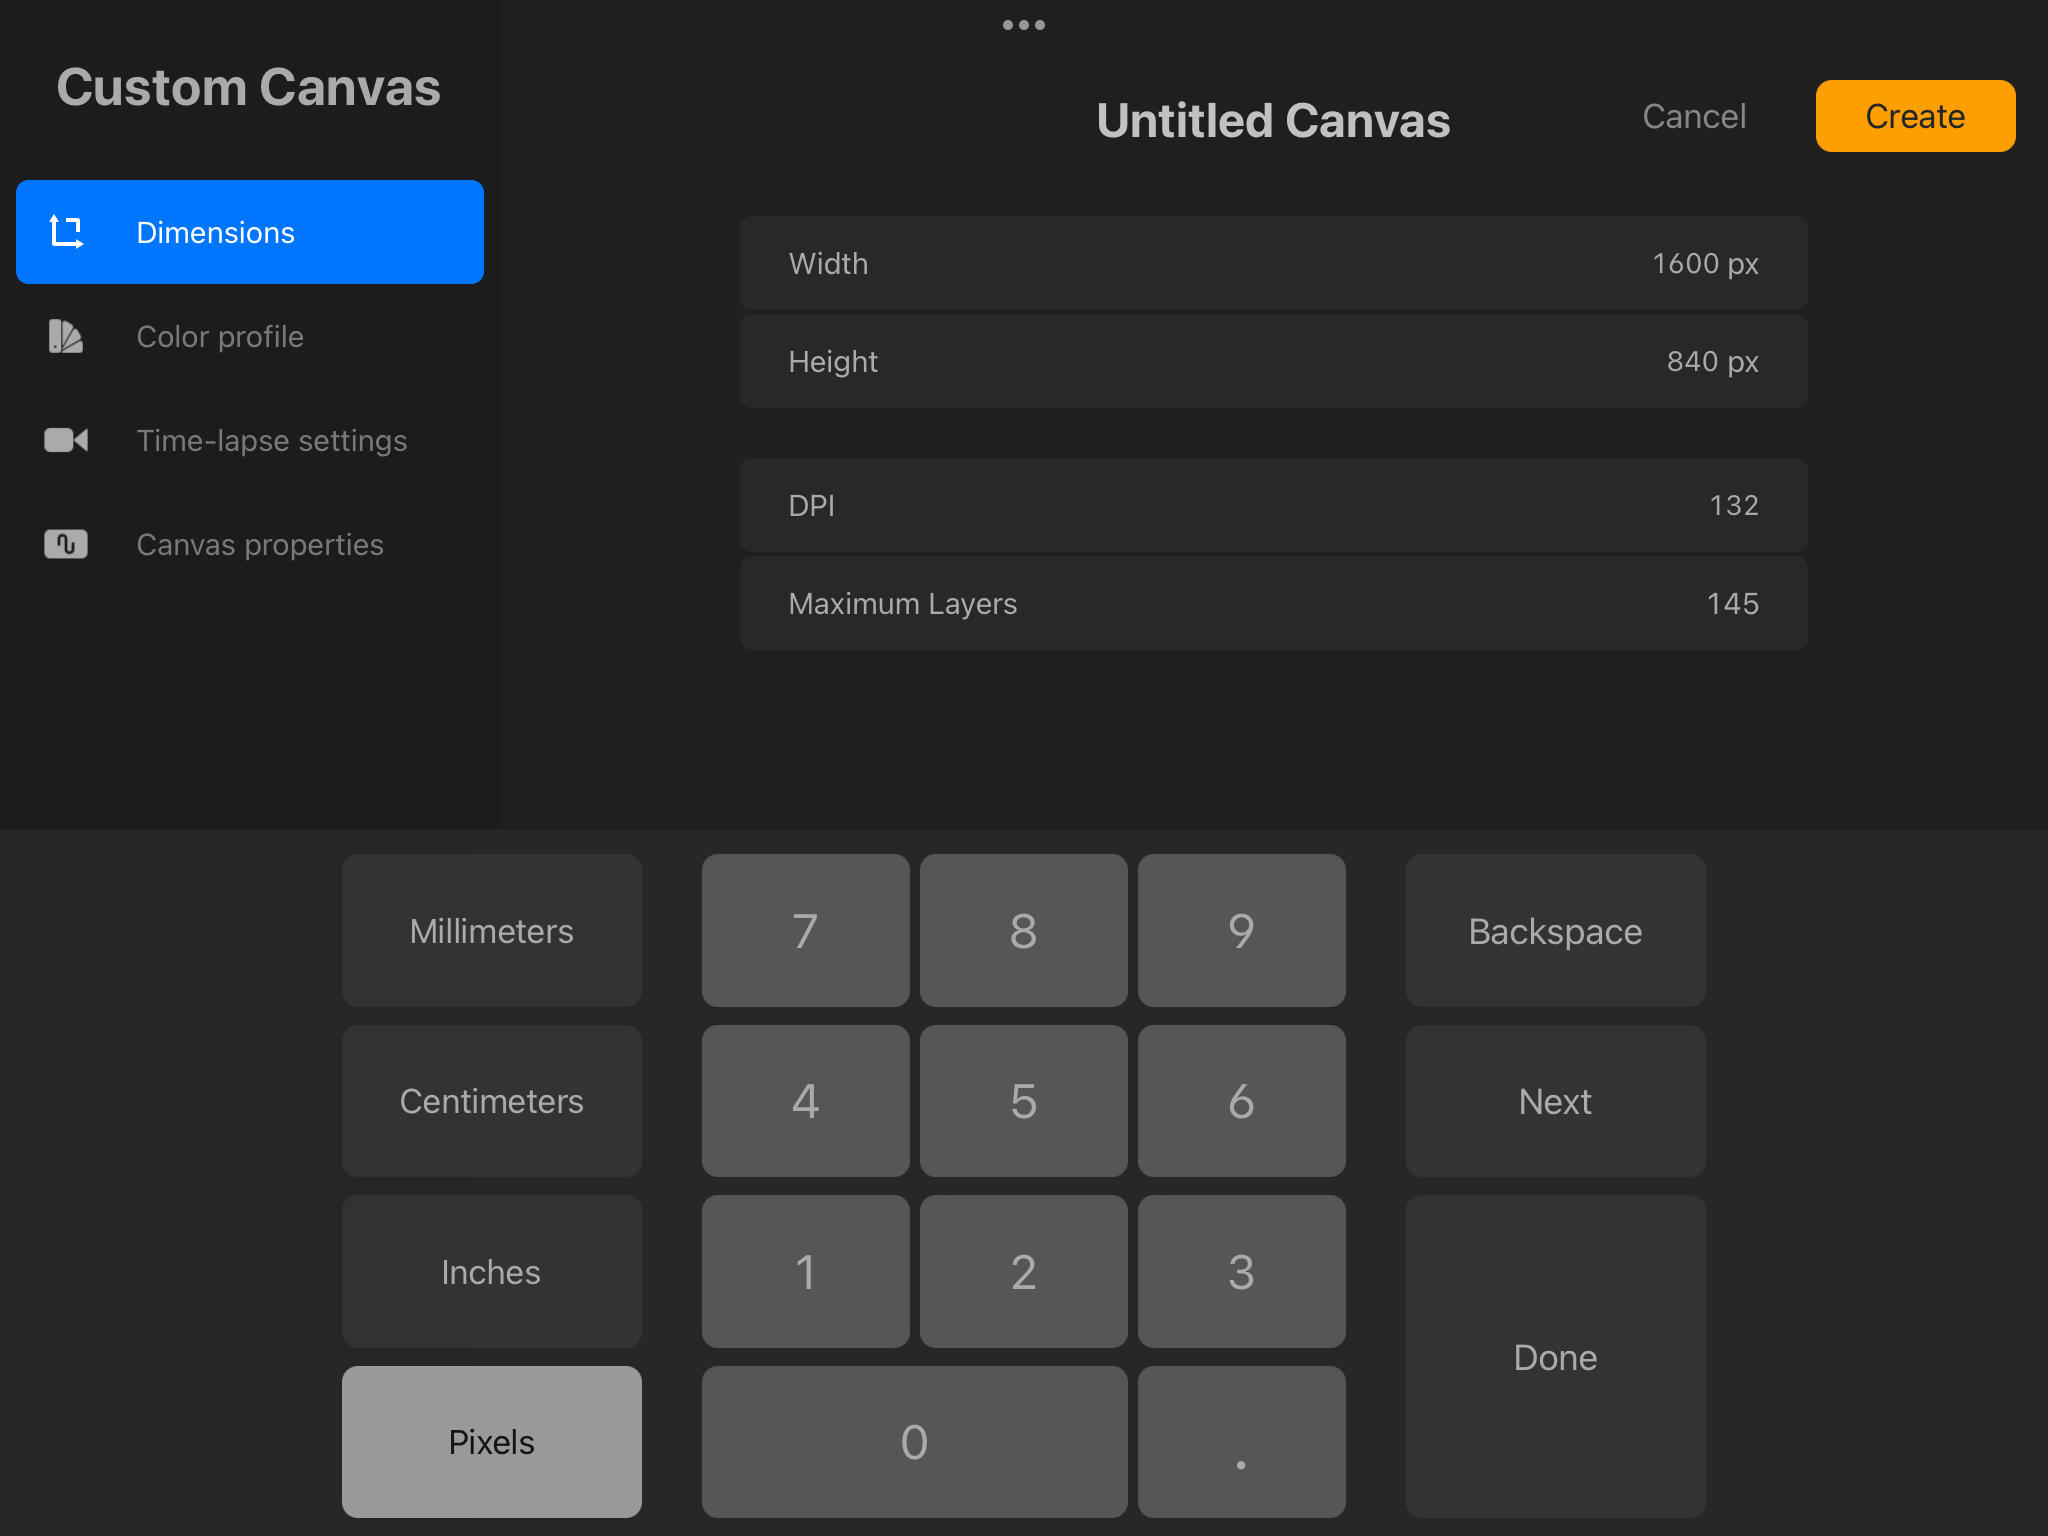 Custom Canvas
Dimensions
Color profile
Time-lapse settings
Canvas properties
Untitled Canvas
Cancel
Create
Width 1600 px
Height 840 px
DPI 132
Maximum Layers 145
Millimeters 7 8 9 Backspace
Centimeters 4 5 6 Next
Inches 1 2 3
Done
Pixels 0 .